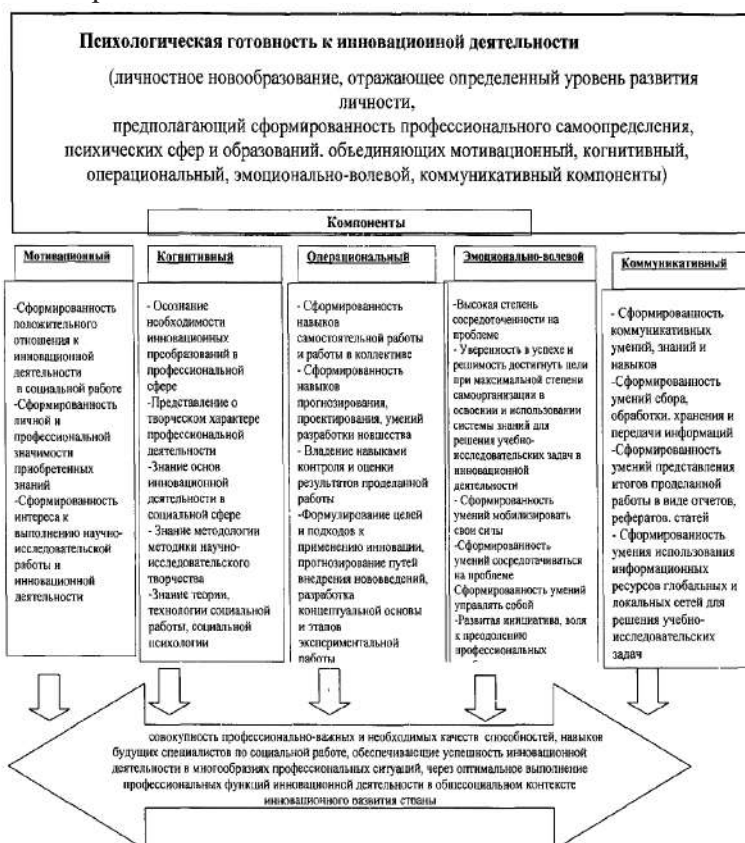 Психологическая готовность к инновационной деятельности
(личностное новообразование, отражающее определенный уровень развития
личности,
предполагающий сформированность профессионального самоопределения,
психических сфер и образований. объединяющих мотивационный, когнитивный,
операциональный, эмоционально-волевой, коммуникативный компоненты)
Компоненты
Мотивационный
-Сформированность
положительного
отношения к
инновационной
деятельности
в социальной работе
-Сформированность
личной и
профессиональной
значимости
приобретенных
знаний
-Сформированность
интереса к
выполнению научно-
исследовательской
работы и
инновационной
деятельности
Когнитивный
- Осознание
необходимости
инновационных
преобразований в
профессиональной
сфере
-Представление о
творческом характере
профессиональной
деятельности
-Знание основ
инновационной
деятельности в
социальной сфере
- Знание методологии
методики научно-
исследовательского
творчества
-Знание теории,
технологии социальной
работы, социальной
психологии
Операциональный
- Сформированность
навыков
самостоятельной работы
и работы в коллективе
- Сформированность
навыков
прогнозирования,
проектирования, умений
разработки новшества
- Владение навыками
контроля и оценки
результатов проделанной
работы
-Формулирование целей
и подходов к
применению инновации,
прогнозирование путей
внедрения нововведений,
разработка
концептуальной основы
и этапов
экспериментальной
работы
Эмоционально-волевой
-Высокая степень
сосредоточенности на
проблеме
- Уверенность в успехе и
решимость достигнуть цели
при максимальной степени
самоорганизации в
освоении и использовании
системы знаний для
решения учебно-
исследовательских задач в
инновационной
деятельности
- Сформированность
умений мобилизовать
свои силы
-Сформированность
умений сосредотачиваться
на проблеме
Сформированность умений
управлять собой
-Развитая инициатива, воля
к преодолению
профессиональных
Коммуникативный
- Сформированность
коммуникативных
умений, знаний и
навыков
-Сформированность
умений сбора,
обработки. хранения и
передачи информаций
-Сформированность
умений представления
итогов проделанной
работы в виде отчетов,
рефератов. статей
- Сформированность
умения использования
информационных
ресурсов глобальных и
локальных сетей для
решения учебно-
исследовательских
задач
совокупность профессионально-важных и необходимых качеств способностей, навыков
будущих специалистов по социальной работе, обеспечивающие успешность инновационной
деятельности в многообразиях профессиональных ситуаций, через оптимальное выполнение
профессиональных функций инновационной деятельности в общесоциальном контексте
инновационного развития страны